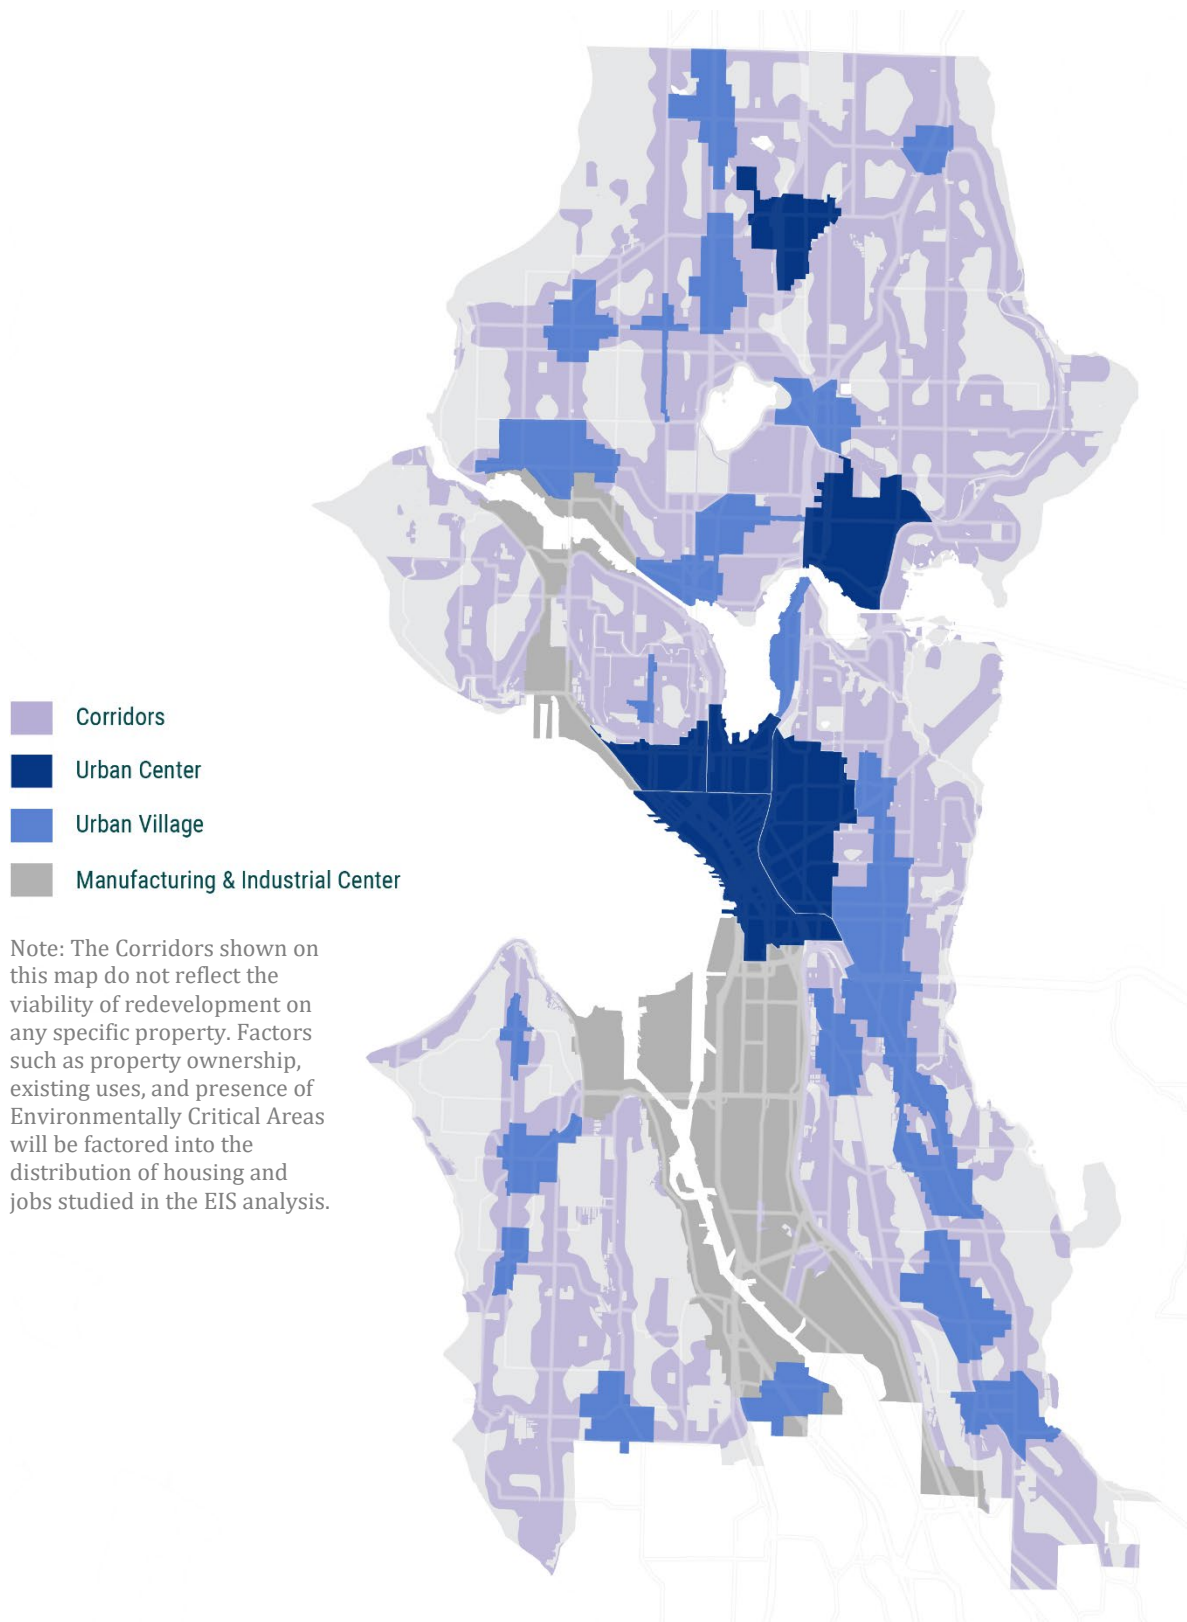 Corridors
Urban Center
Urban Village
Manufacturing & Industrial Center
Note: The Corridors shown on
this map do not reflect the
viability of redevelopment on
any specific property. Factors
such as property ownership,
existing uses, and presence of
Environmentally Critical Areas
will be factored into the
distribution of housing and
jobs studied in the EIS analysis.